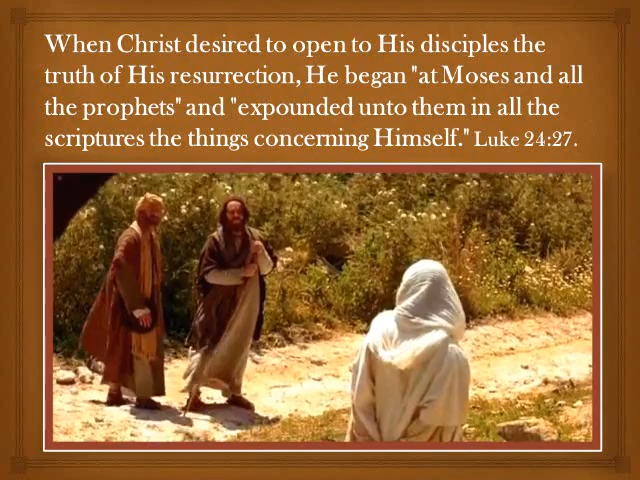 When Christ desired to open to His disciples the
truth of His resurrection, He began "at Moses and all
the prophets" and "expounded unto them in all the
scriptures the things concerning Himself." Luke 24:27.